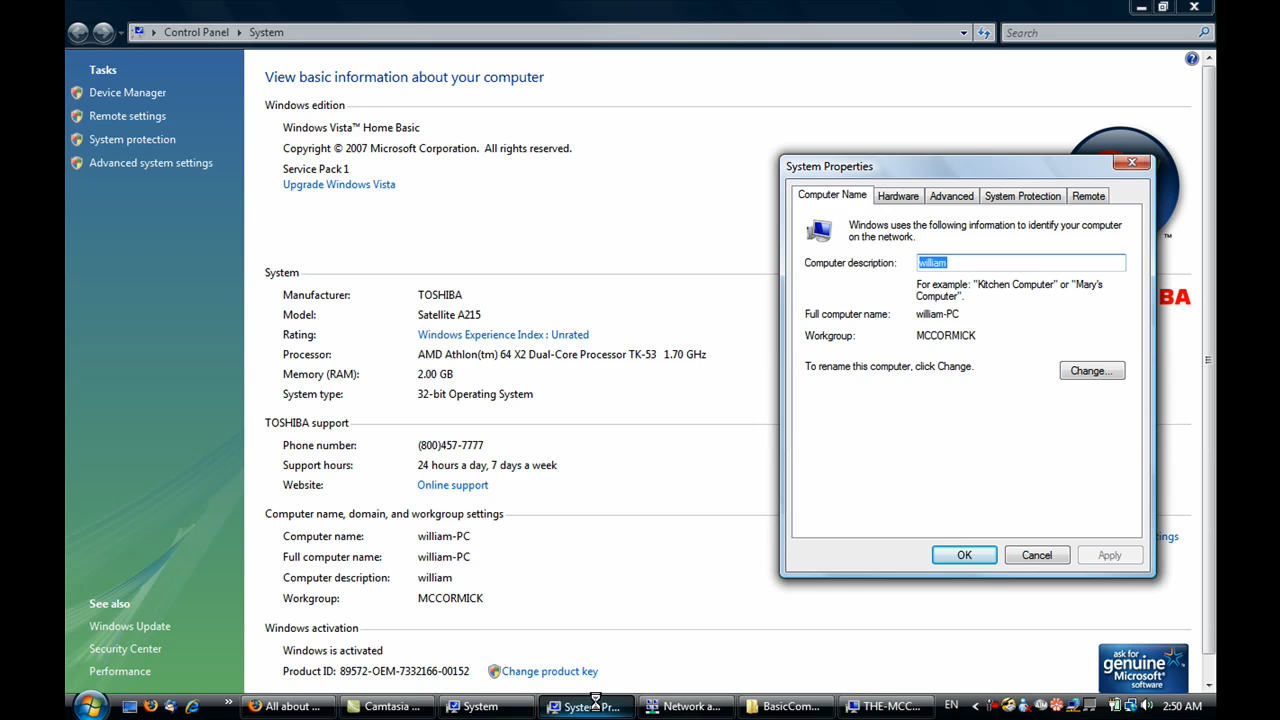 Control Panel System Search
Tasks
Device Manager
Remote settings
System protection
Advanced system settings
See also
Windows Update
Security Center
Performance
View basic information about your computer
Windows edition
Windows Vista™ Home Basic
Copyright © 2007 Microsoft Corporation. All rights reserved.
Service Pack 1
Upgrade Windows Vista
System
Manufacturer: TOSHIBA
Model: Satellite A215
Rating: Windows Experience Index : Unrated
Processor: AMD Athlon(tm) 64 X2 Dual-Core Processor TK-53 1.70 GHz
Memory (RAM): 2.00 GB
System type: 32-bit Operating System
TOSHIBA support
Phone number: (800)457-7777
Support hours: 24 hours a day, 7 days a week
Website: Online support
Computer name, domain, and workgroup settings
Computer name: william-PC
Full computer name: william-PC
Computer description: william
Workgroup: MCCORMICK
Windows activation
Windows is activated
Product ID: 89572-OEM-7332166-00152 Change product key
™
BA
ings
ask for
genuine
Microsoft
software
System Properties
Computer Name Hardware Advanced System Protection Remote
Windows uses the following information to identify your computer
on the network.
Computer description: william
For example: "Kitchen Computer" or "Mary's
Computer".
Full computer name: william-PC
Workgroup: MCCORMICK
To rename this computer, click Change. Change...
OK Cancel Apply
» All about ... Camtasia ... System System Pr... Network a... BasicCom... THE-MCC... EN 2:50 AM